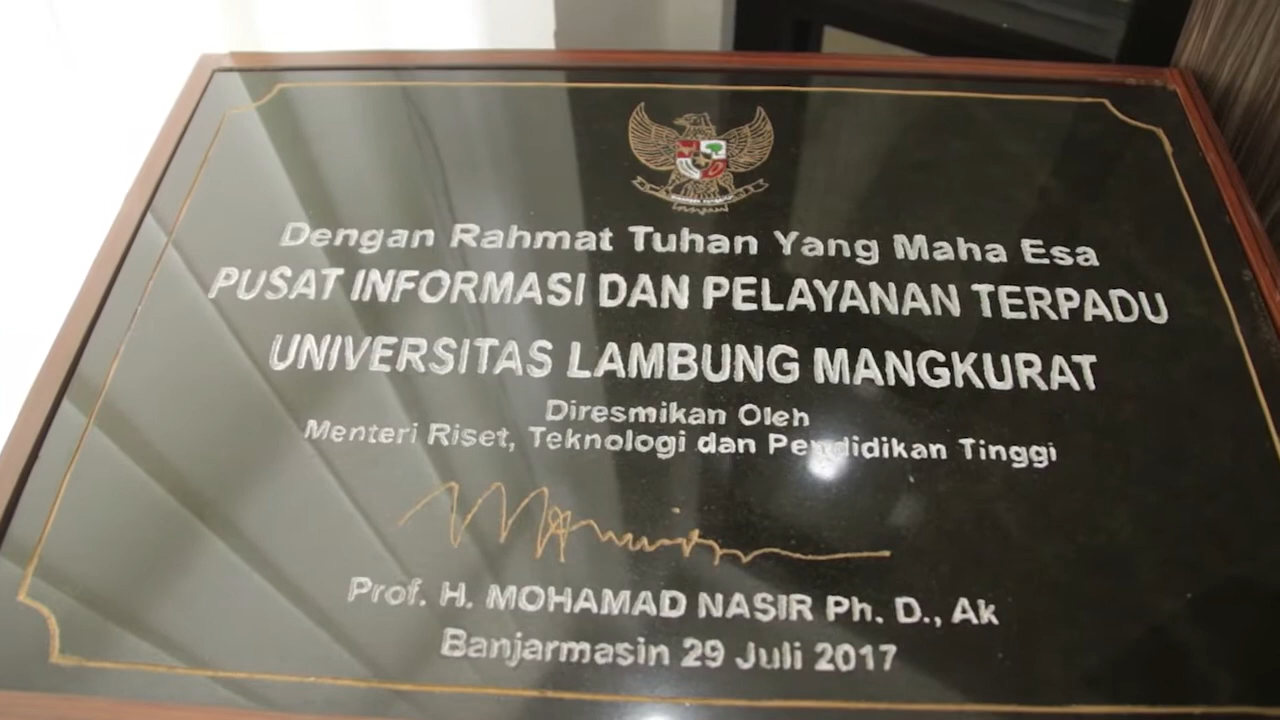 Dengan Rahmat Tuhan Yang Maha Esa
PUSAT INFORMASI DAN PELAYANAN TERPADU
UNIVERSITAS LAMBUNG MANGKURAT
Diresmikan Oleh
Menteri Riset, Teknologi dan Pendidikan Tinggi
Prof. H. MOHAMAD NASIR Ph. D., Ak
Banjarmasin 29 Juli 2017